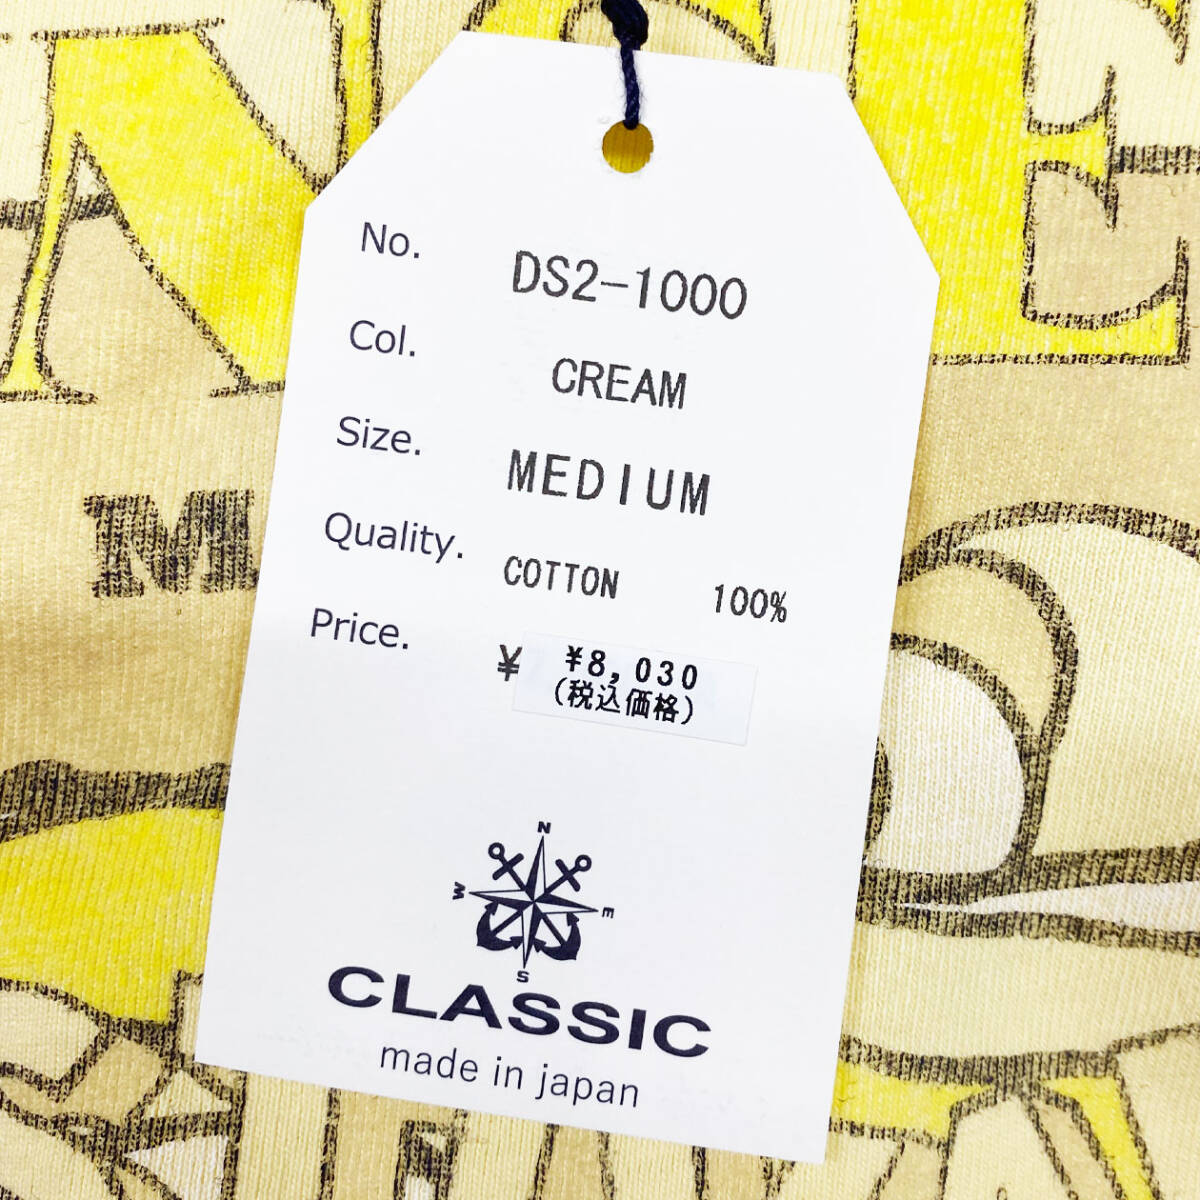 No. DS2-1000
Col. CREAM
Size. MEDIUM
Quality. COTTON 100%
Price. ¥ ¥8,030
(税込価格)
N
W E
S
CLASSIC
made in japan
M